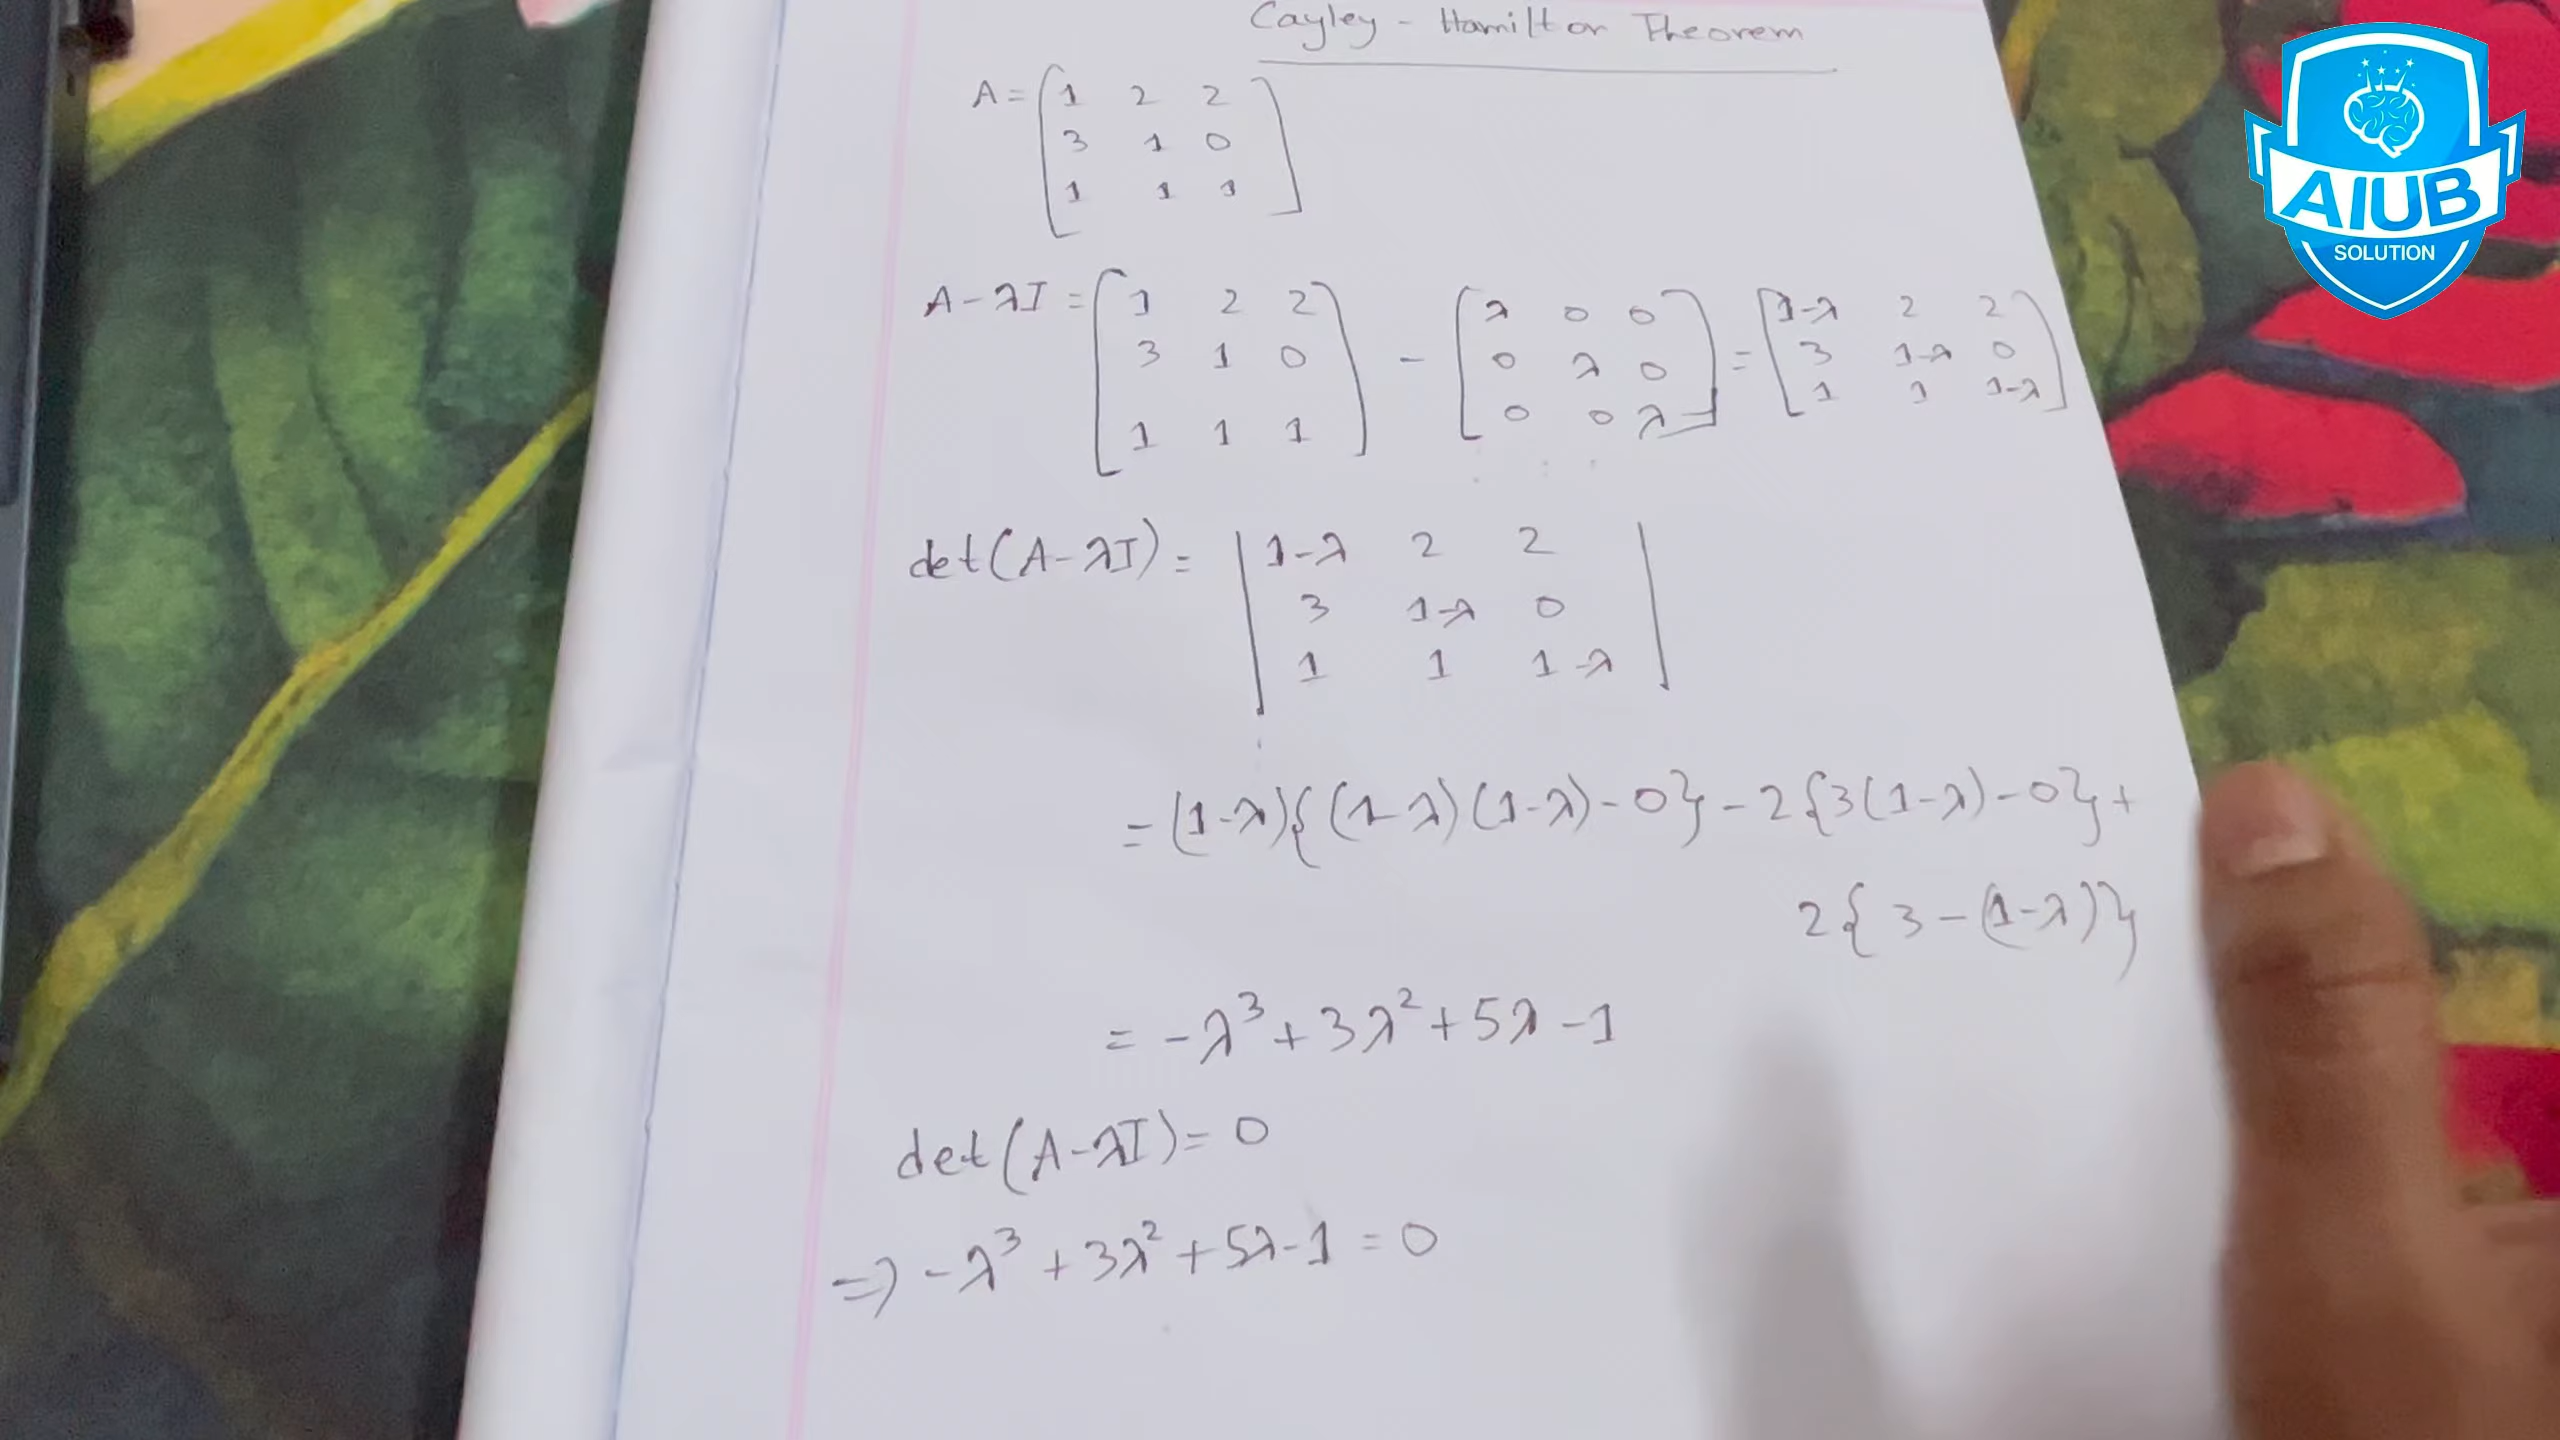 Cayley - Hamilton Theorem
A = [1 2 2
3 1 0
1 1 1]
A - λI = [1 2 2
3 1 0
1 1 1] - [λ 0 0
0 λ 0
0 0 λ] = [1-λ 2 2
3 1-λ 0
1 1 1-λ]
det(A-λI) = |1-λ 2 2
3 1-λ 0
1 1 1-λ|
= (1-λ){(1-λ)(1-λ)-0} - 2{3(1-λ)-0} +
2{3-(1-λ)}
= -λ³ + 3λ² + 5λ - 1
det(A-λI) = 0
⇒ -λ³ + 3λ² + 5λ - 1 = 0
AIUB
SOLUTION